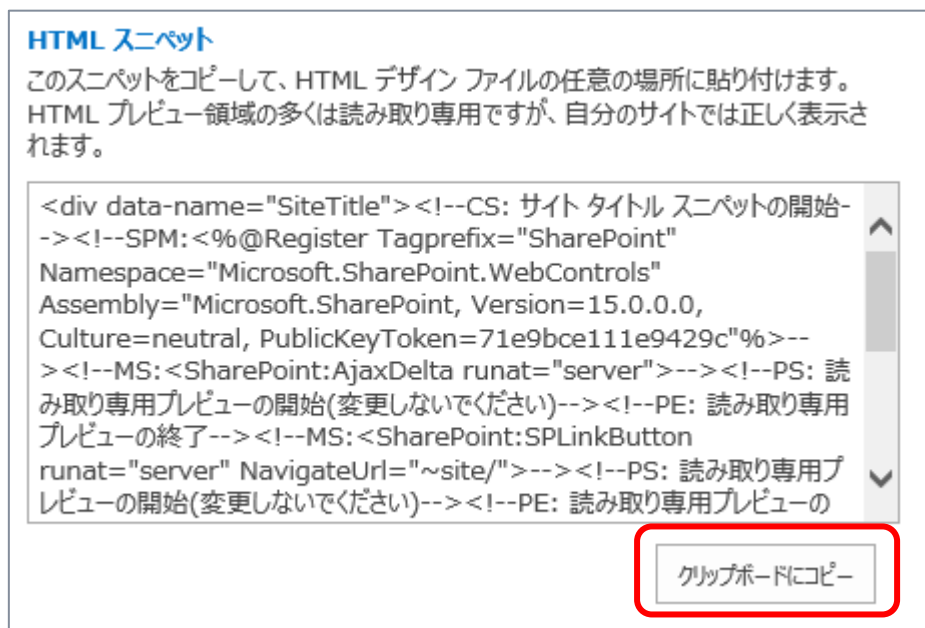 HTML スニペット
このスニペットをコピーして、HTML デザイン ファイルの任意の場所に貼り付けます。
HTML プレビュー領域の多くは読み取り専用ですが、自分のサイトでは正しく表示さ
れます。
<div data-name="SiteTitle"><!--CS: サイト タイトル スニペットの開始-
-><!--SPM:<%@Register Tagprefix="SharePoint"
Namespace="Microsoft.SharePoint.WebControls"
Assembly="Microsoft.SharePoint, Version=15.0.0.0,
Culture=neutral, PublicKeyToken=71e9bce111e9429c"%>--
><!--MS:<SharePoint:AjaxDelta runat="server">--><!--PS: 読
み取り専用プレビューの開始(変更しないでください)--><!--PE: 読み取り専用
プレビューの終了--><!--MS:<SharePoint:SPLinkButton
runat="server" NavigateUrl="~site/">--><!--PS: 読み取り専用プ
レビューの開始(変更しないでください)--><!--PE: 読み取り専用プレビューの
クリップボードにコピー